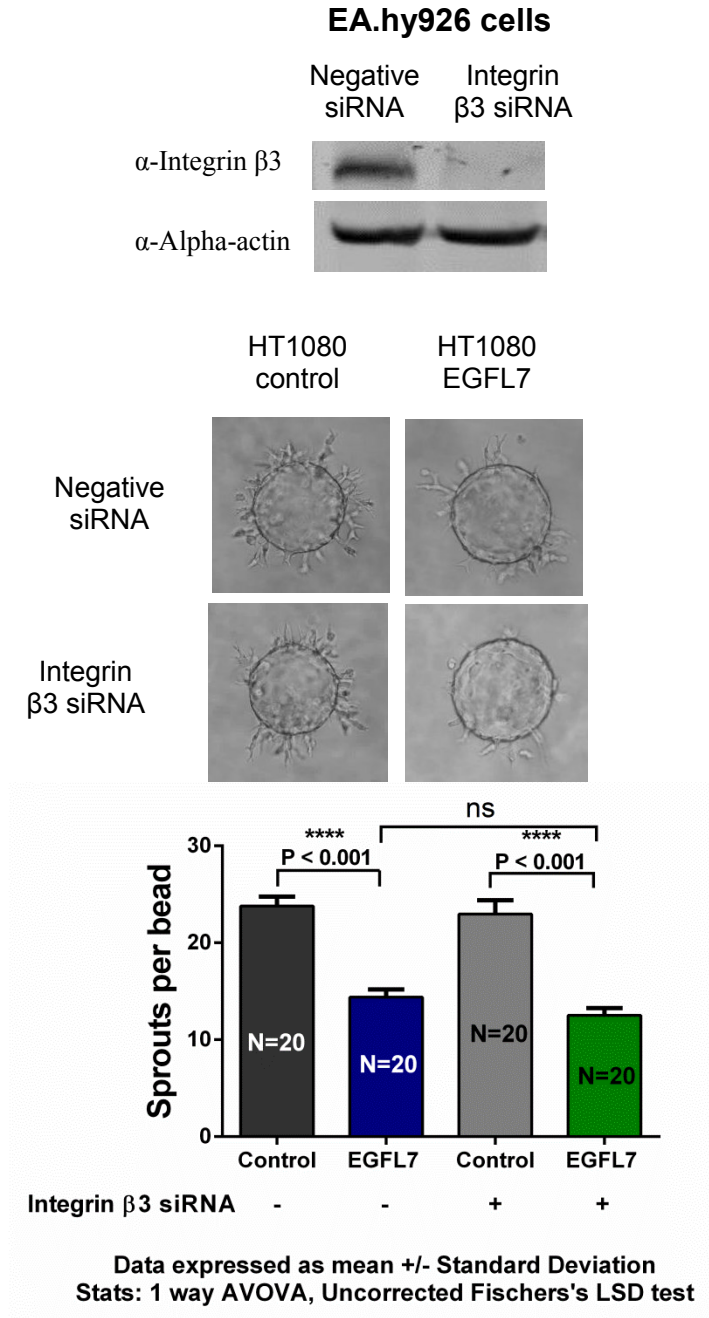 EA.hy926 cells
Negative
siRNA
Integrin
β3 siRNA
α-Integrin β3
α-Alpha-actin
HT1080
control
HT1080
EGFL7
Negative
siRNA
Integrin
β3 siRNA
ns
****
P < 0.001
****
P < 0.001
Sprouts per bead
30
20
10
0
N=20
N=20
N=20
N=20
Control
EGFL7
Control
EGFL7
Integrin β3 siRNA - - + +
Data expressed as mean +/- Standard Deviation
Stats: 1 way AVOVA, Uncorrected Fischers's LSD test